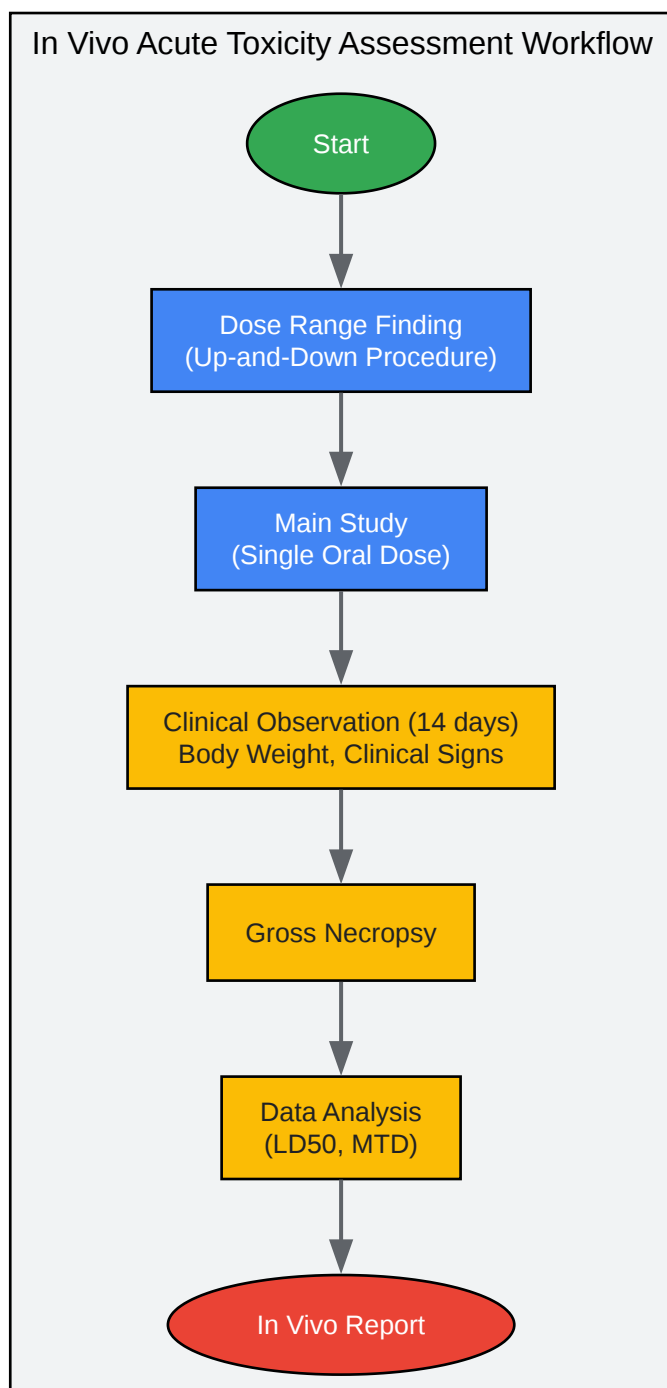 In Vivo Acute Toxicity Assessment Workflow
Start
Dose Range Finding
(Up-and-Down Procedure)
Main Study
(Single Oral Dose)
Clinical Observation (14 days)
Body Weight, Clinical Signs
Gross Necropsy
Data Analysis
(LD50, MTD)
In Vivo Report